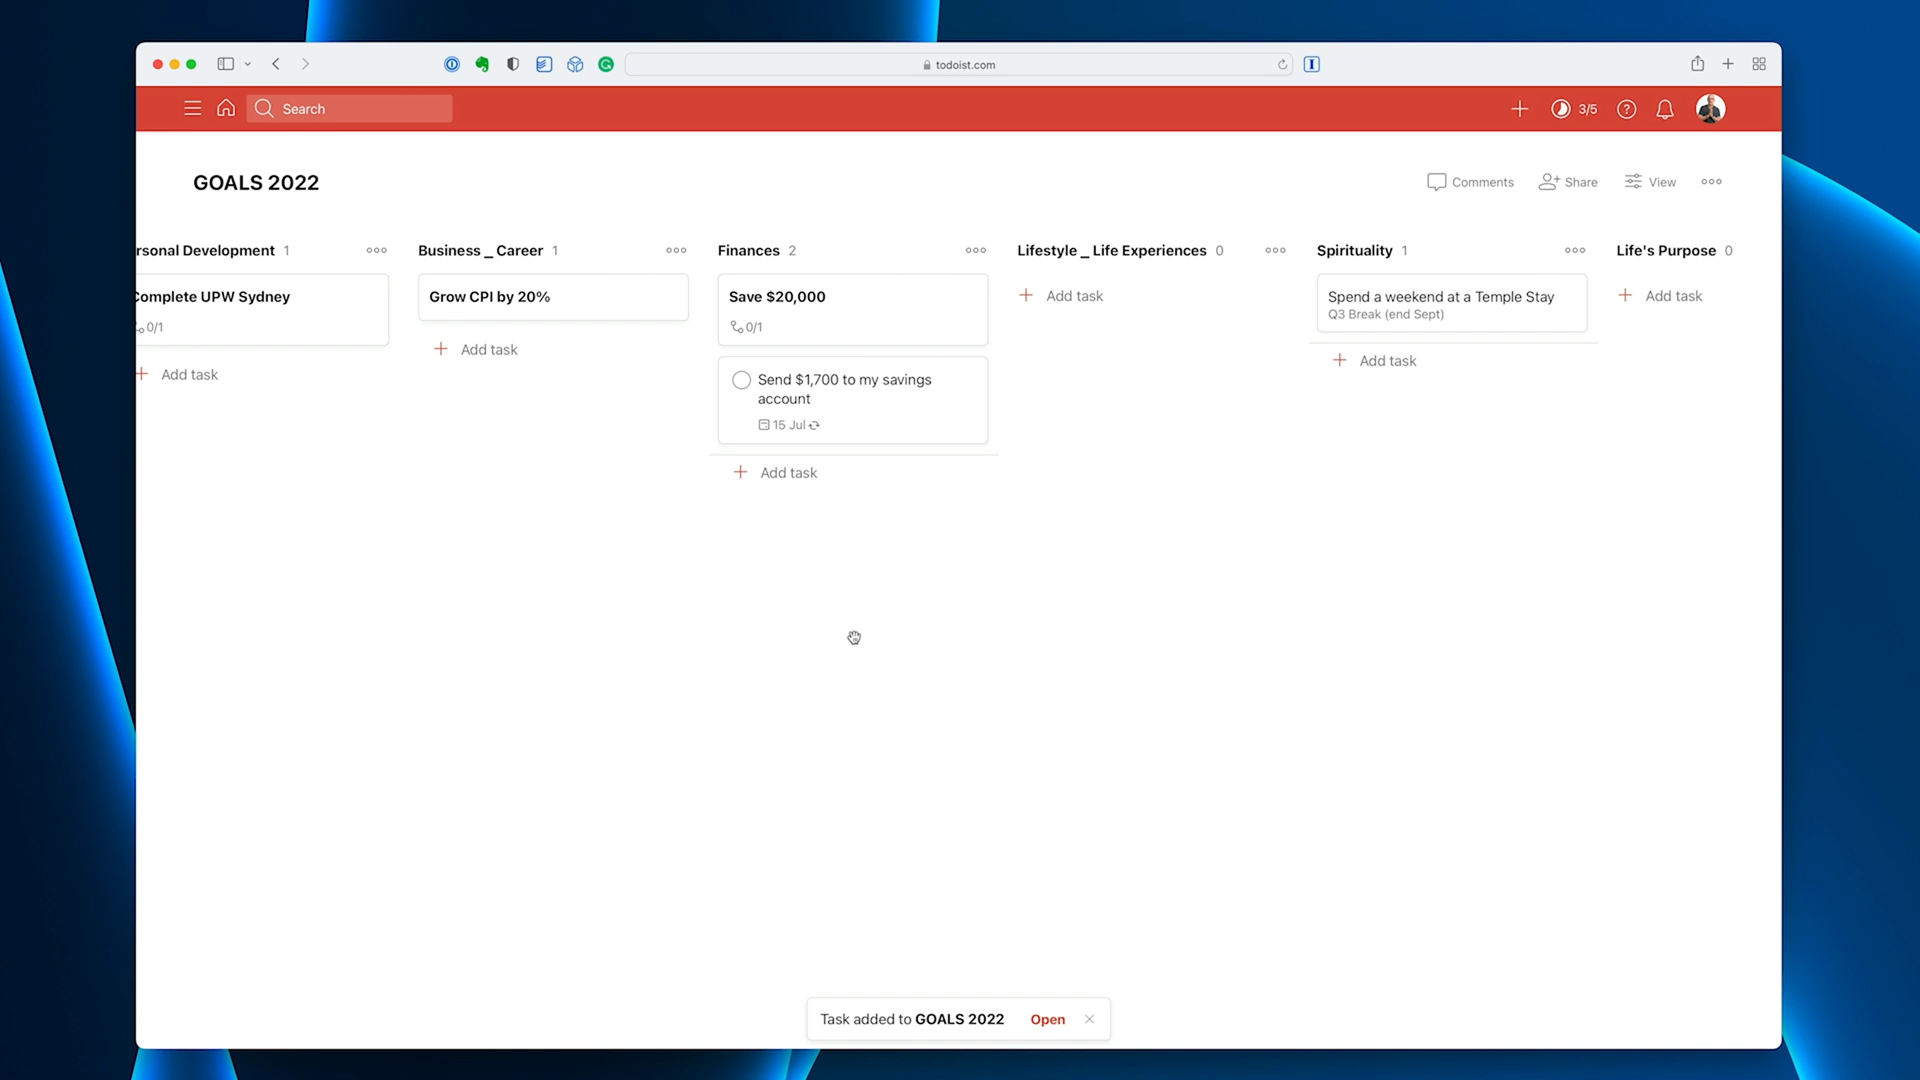 todoist.com
Search
3/5
GOALS 2022
Comments
Share
View
rsonal Development 1
Complete UPW Sydney
0/1
Add task
Business _ Career 1
Grow CPI by 20%
Add task
Finances 2
Save $20,000
0/1
Send $1,700 to my savings
account
15 Jul
Add task
Lifestyle _ Life Experiences 0
Add task
Spirituality 1
Spend a weekend at a Temple Stay
Q3 Break (end Sept)
Add task
Life's Purpose 0
Add task
Task added to GOALS 2022
Open